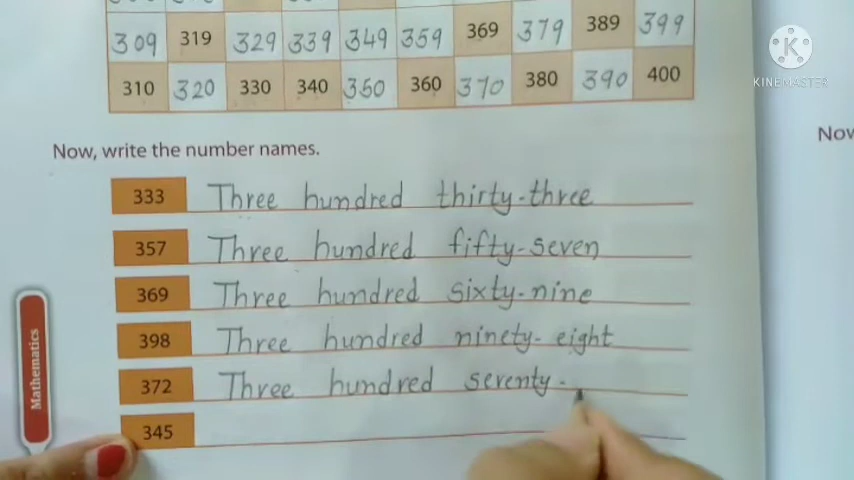 309 319 329 339 349 359 369 379 389 399
310 320 330 340 350 360 370 380 390 400
KINEMASTER
Now, write the number names.
333 Three hundred thirty-three
357 Three hundred fifty-seven
369 Three hundred sixty-nine
398 Three hundred ninety-eight
372 Three hundred seventy-
345
Mathematics